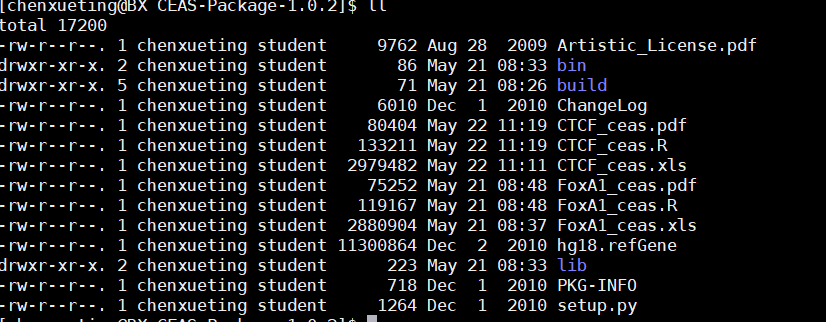 [chenxueting@BX CEAS-Package-1.0.2]$ ll
total 17200
-rw-r--r--. 1 chenxueting student 9762 Aug 28 2009 Artistic_License.pdf
drwxr-xr-x. 2 chenxueting student 86 May 21 08:33 bin
drwxr-xr-x. 5 chenxueting student 71 May 21 08:26 build
-rw-r--r--. 1 chenxueting student 6010 Dec 1 2010 ChangeLog
-rw-r--r--. 1 chenxueting student 80404 May 22 11:19 CTCF_ceas.pdf
-rw-r--r--. 1 chenxueting student 133211 May 22 11:19 CTCF_ceas.R
-rw-r--r--. 1 chenxueting student 2979482 May 22 11:11 CTCF_ceas.xls
-rw-r--r--. 1 chenxueting student 75252 May 21 08:48 FoxA1_ceas.pdf
-rw-r--r--. 1 chenxueting student 119167 May 21 08:48 FoxA1_ceas.R
-rw-r--r--. 1 chenxueting student 2880904 May 21 08:37 FoxA1_ceas.xls
-rw-r--r--. 1 chenxueting student 11300864 Dec 2 2010 hg18.refGene
drwxr-xr-x. 2 chenxueting student 223 May 21 08:33 lib
-rw-r--r--. 1 chenxueting student 718 Dec 1 2010 PKG-INFO
-rw-r--r--. 1 chenxueting student 1264 Dec 1 2010 setup.py
[chenxueting@BX CEAS-Package-1.0.2]$